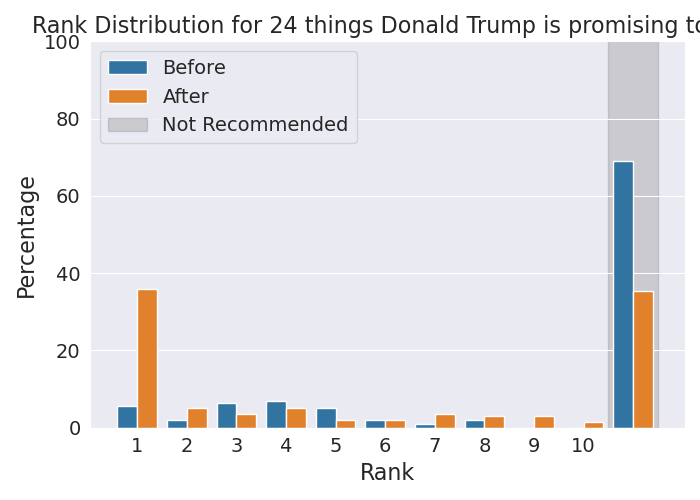 Rank Distribution for 24 things Donald Trump is promising to
100
80
60
40
20
0
Percentage
Before
After
Not Recommended
1 2 3 4 5 6 7 8 9 10
Rank